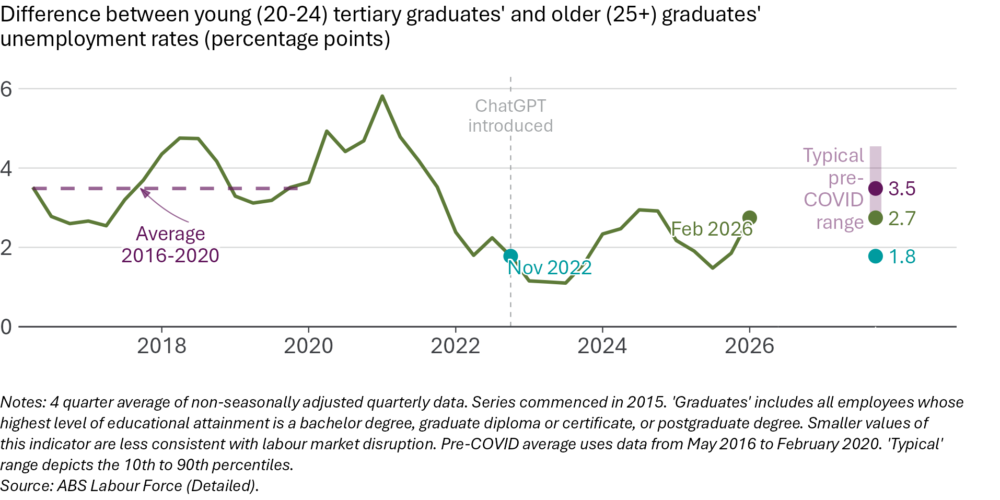 Difference between young (20-24) tertiary graduates' and older (25+) graduates'
unemployment rates (percentage points)
6
ChatGPT
introduced
Typical
pre-
COVID
range
4
3.5
2.7
Feb 2026
Average
2016-2020
2
1.8
Nov 2022
0
2018
2020
2022
2024
2026
Notes: 4 quarter average of non-seasonally adjusted quarterly data. Series commenced in 2015. 'Graduates' includes all employees whose
highest level of educational attainment is a bachelor degree, graduate diploma or certificate, or postgraduate degree. Smaller values of
this indicator are less consistent with labour market disruption. Pre-COVID average uses data from May 2016 to February 2020. 'Typical'
range depicts the 10th to 90th percentiles.
Source: ABS Labour Force (Detailed).